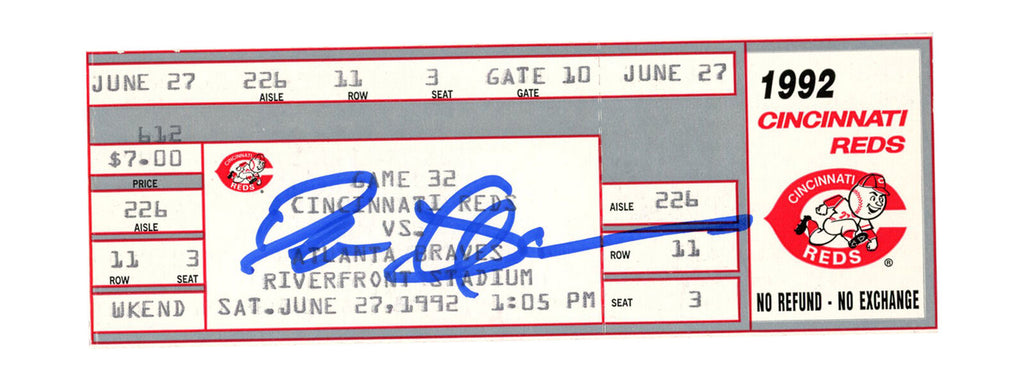 JUNE 27 226 11 3 GATE 10 JUNE 27
AISLE ROW SEAT GATE
612
$7.00
PRICE
226
AISLE
11 3
ROW SEAT
WKEND
CINCINNATI
REDS
GAME 32
CINCINNATI REDS
VS.
ATLANTA BRAVES
RIVERFRONT STADIUM
SAT.JUNE 27,1992 1:05 PM
AISLE 226
ROW 11
SEAT 3
1992
CINCINNATI
REDS
CINCINNATI
REDS
®
NO REFUND - NO EXCHANGE